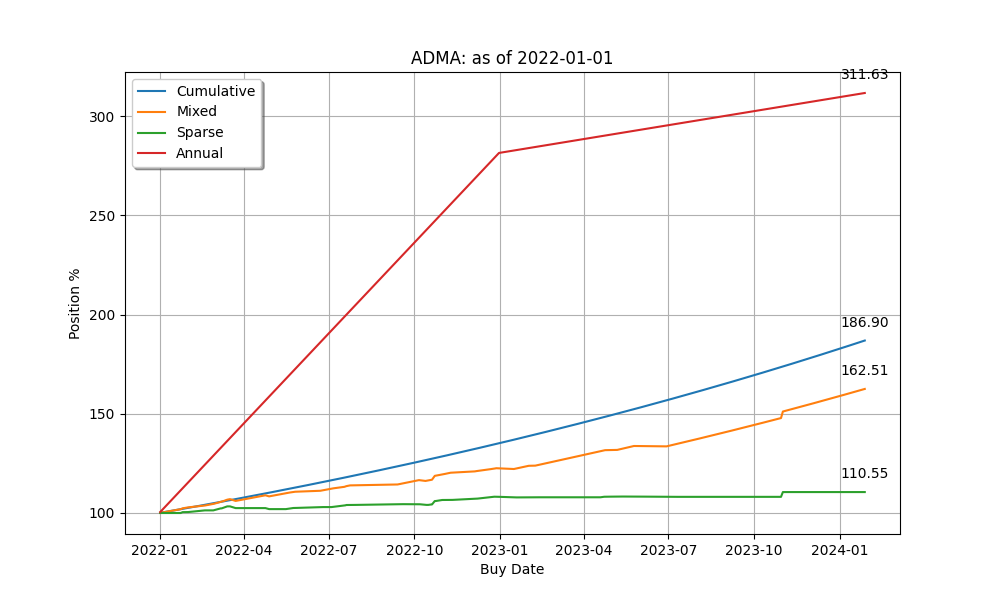 ADMA: as of 2022-01-01
311.63
Cumulative
Mixed
Sparse
Annual
300
250
200
150
100
Position %
186.90
162.51
110.55
2022-01
2022-04
2022-07
2022-10
2023-01
2023-04
2023-07
2023-10
2024-01
Buy Date